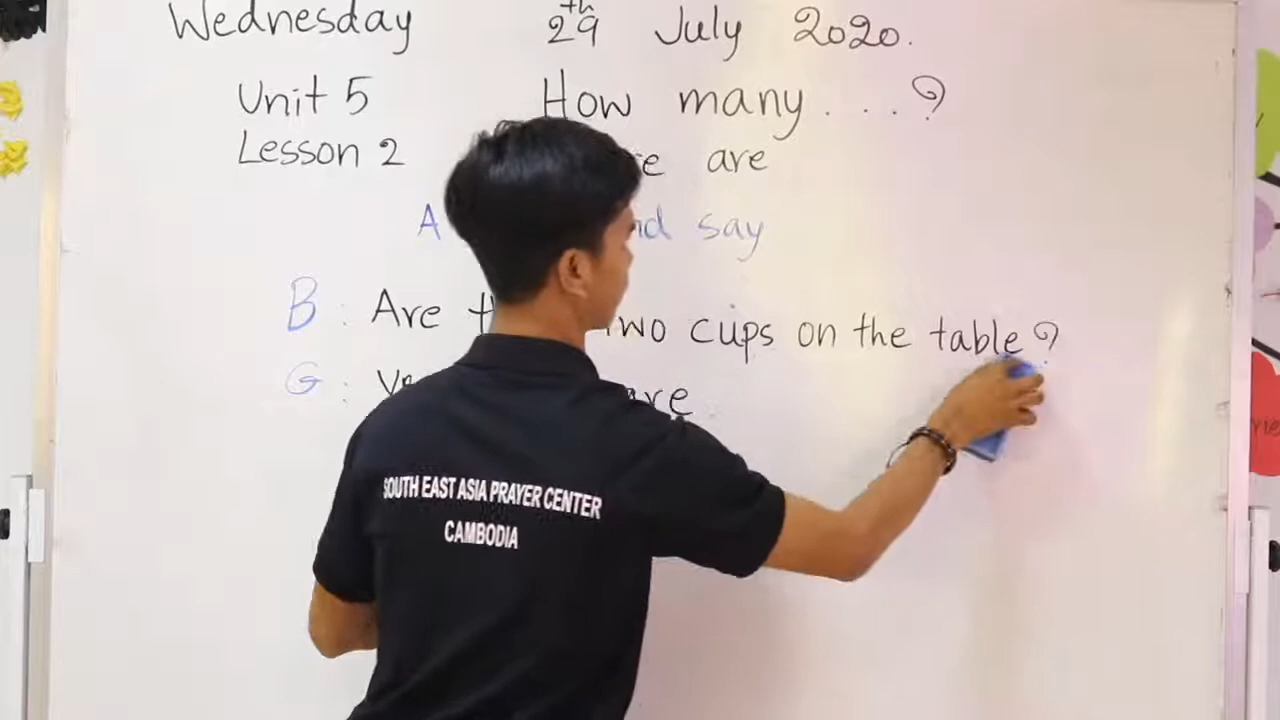 Wednesday 29th July 2020.
Unit 5 How many . . . ?
Lesson 2 are
A say
B : Are two cups on the table?
G : are
SOUTH EAST ASIA PRAYER CENTER
CAMBODIA